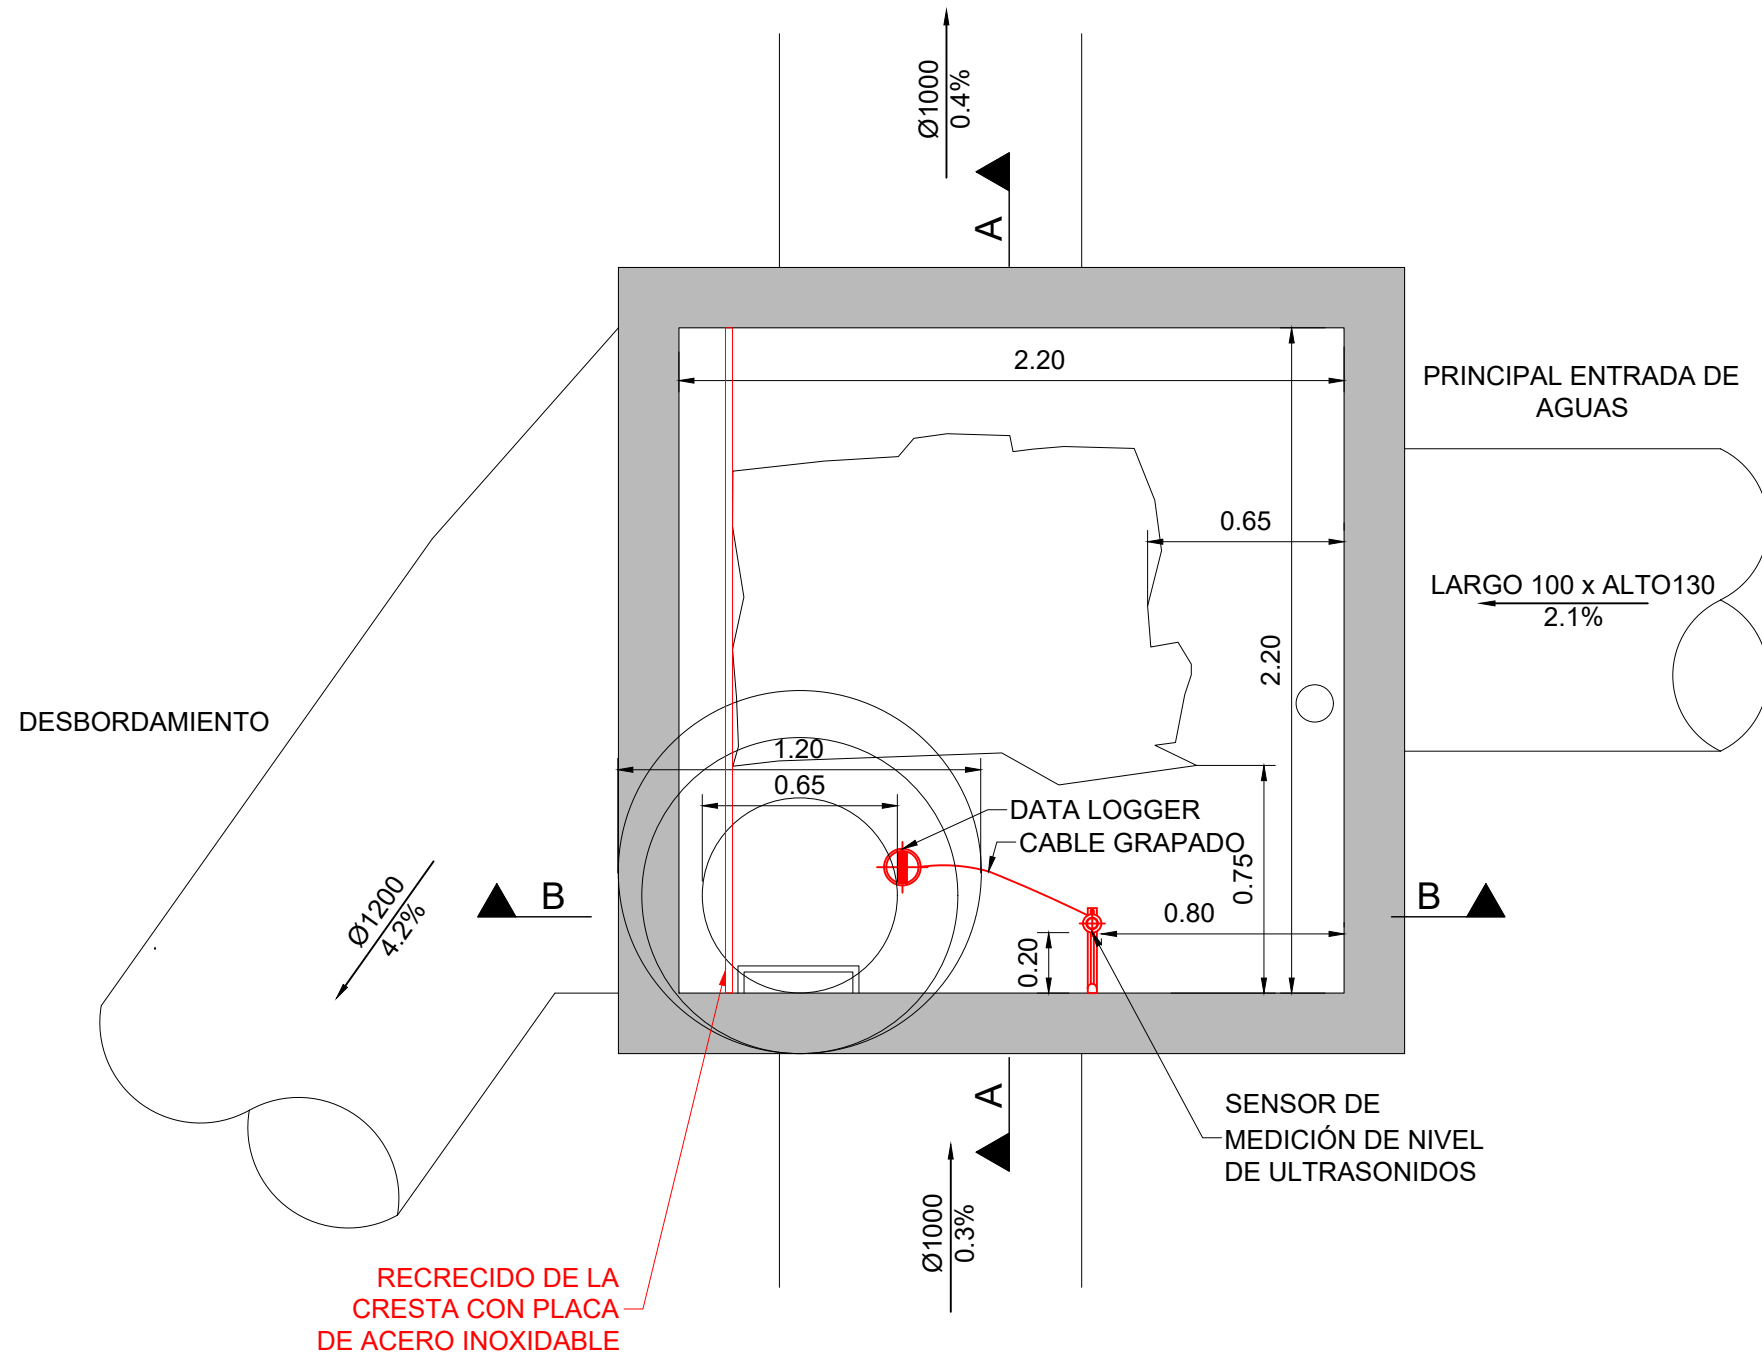 Ø1000
0.4%
A
2.20
PRINCIPAL ENTRADA DE
AGUAS
0.65
LARGO 100 x ALTO130
2.1%
2.20
DESBORDAMIENTO
1.20
0.65
DATA LOGGER
CABLE GRAPADO
0.75
Ø1200
4.2%
B
B
0.80
0.20
A
SENSOR DE
MEDICIÓN DE NIVEL
DE ULTRASONIDOS
Ø1000
0.3%
RECRECIDO DE LA
CRESTA CON PLACA
DE ACERO INOXIDABLE